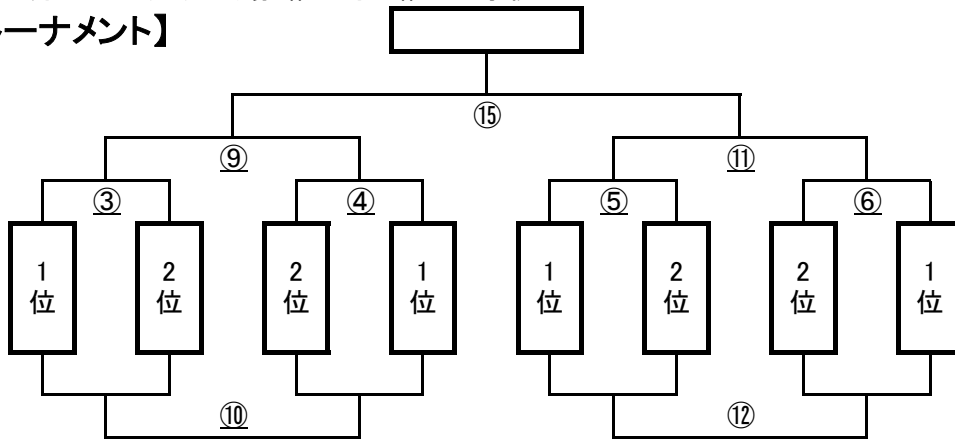 ーナメント】
⑮
⑨ ⑪
③ ④ ⑤ ⑥
1位 2位 2位 1位 1位 2位 2位 1位
⑩ ⑫